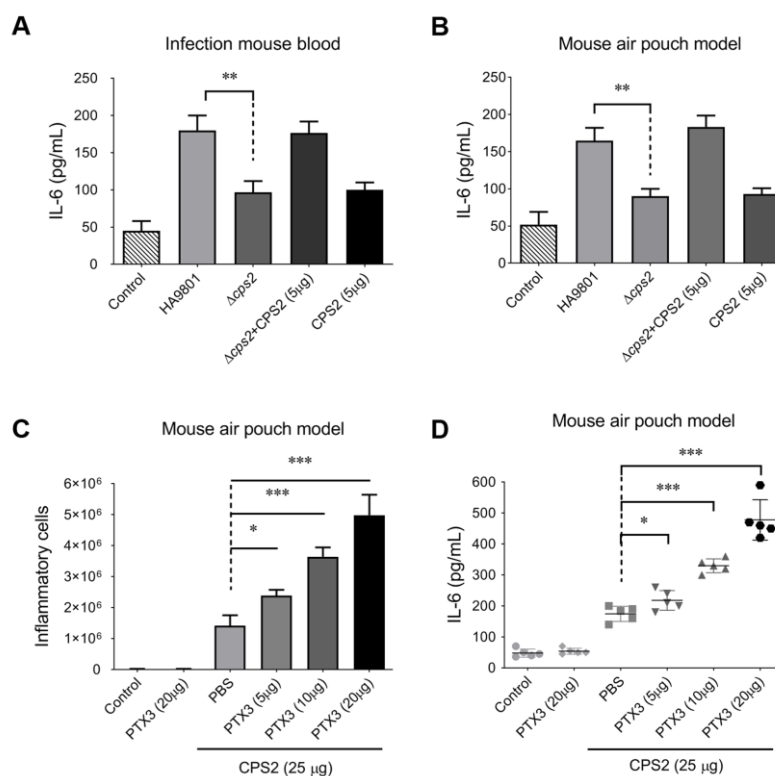 A
Infection mouse blood
IL-6 (pg/mL)
250
200
150
100
50
0
**
Control
HA9801
Δcps2
Δcps2+CPS2 (5μg)
CPS2 (5μg)
B
Mouse air pouch model
IL-6 (pg/mL)
250
200
150
100
50
0
**
Control
HA9801
Δcps2
Δcps2+CPS2 (5μg)
CPS2 (5μg)
C
Mouse air pouch model
Inflammatory cells
6×10⁶
5×10⁶
4×10⁶
3×10⁶
2×10⁶
1×10⁶
0
***
***
*
Control
PTX3 (20μg)
PBS
PTX3 (5μg)
PTX3 (10μg)
PTX3 (20μg)
CPS2 (25 μg)
D
Mouse air pouch model
IL-6 (pg/mL)
600
500
400
300
200
100
0
***
***
*
Control
PTX3 (20μg)
PBS
PTX3 (5μg)
PTX3 (10μg)
PTX3 (20μg)
CPS2 (25 μg)